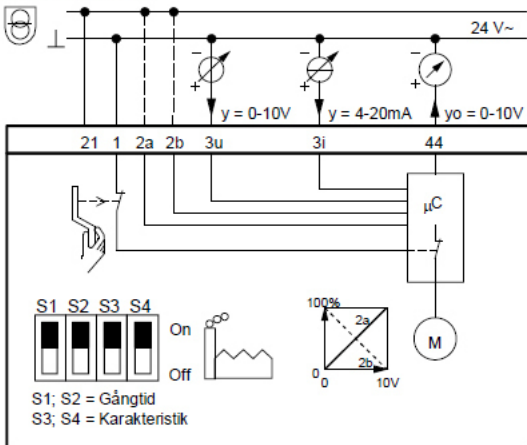 24 V~
⊥
− − −
+ + +
y = 0-10V y = 4-20mA yo = 0-10V
21 1 2a 2b 3u 3i 44
µC
S1 S2 S3 S4
On
Off
100%
2a
2b
0
0 10V
M
S1; S2 = Gångtid
S3; S4 = Karakteristik